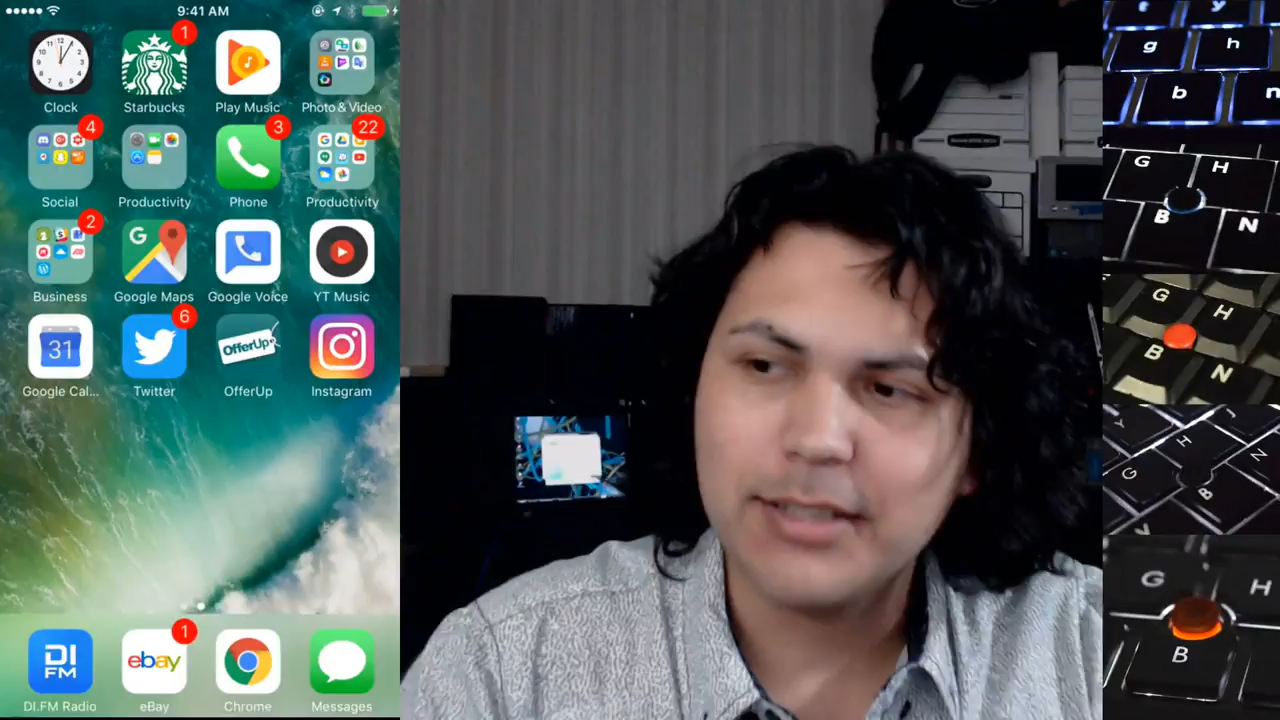 9:41 AM
1
Clock
Starbucks
Play Music
Photo & Video
4
3
22
Social
Productivity
Phone
Productivity
2
G
Business
Google Maps
Google Voice
YT Music
6
31
OfferUp
Google Cal...
Twitter
OfferUp
Instagram
1
DI
FM
ebay
DI.FM Radio
eBay
Chrome
Messages
t y
g h
b n
G H
B N
G H
B N
G H
B N
G H
B